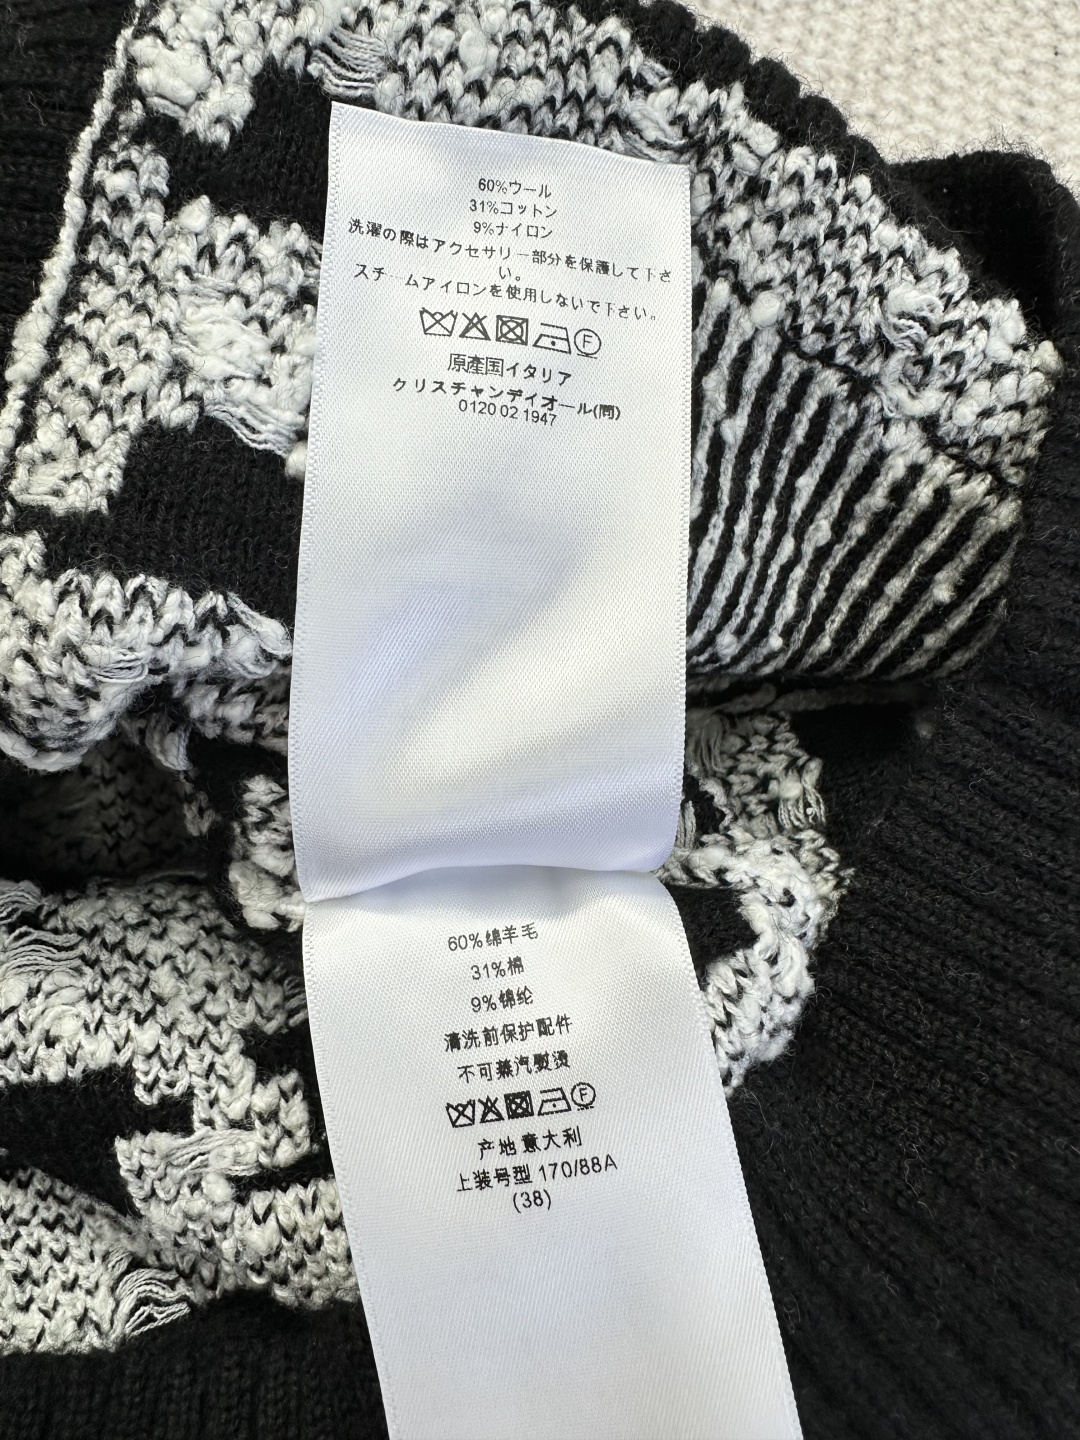 60%ウール
31%コットン
9%ナイロン
洗濯の際はアクセサリー部分を保護して下さ
い。
スチームアイロンを使用しないで下さい。
F
原產国イタリア
クリスチャンディオール(問)
0120 02 1947
60%绵羊毛
31%棉
9%锦纶
清洗前保护配件
不可蒸汽熨烫
F
产地意大利
上装号型 170/88A
(38)